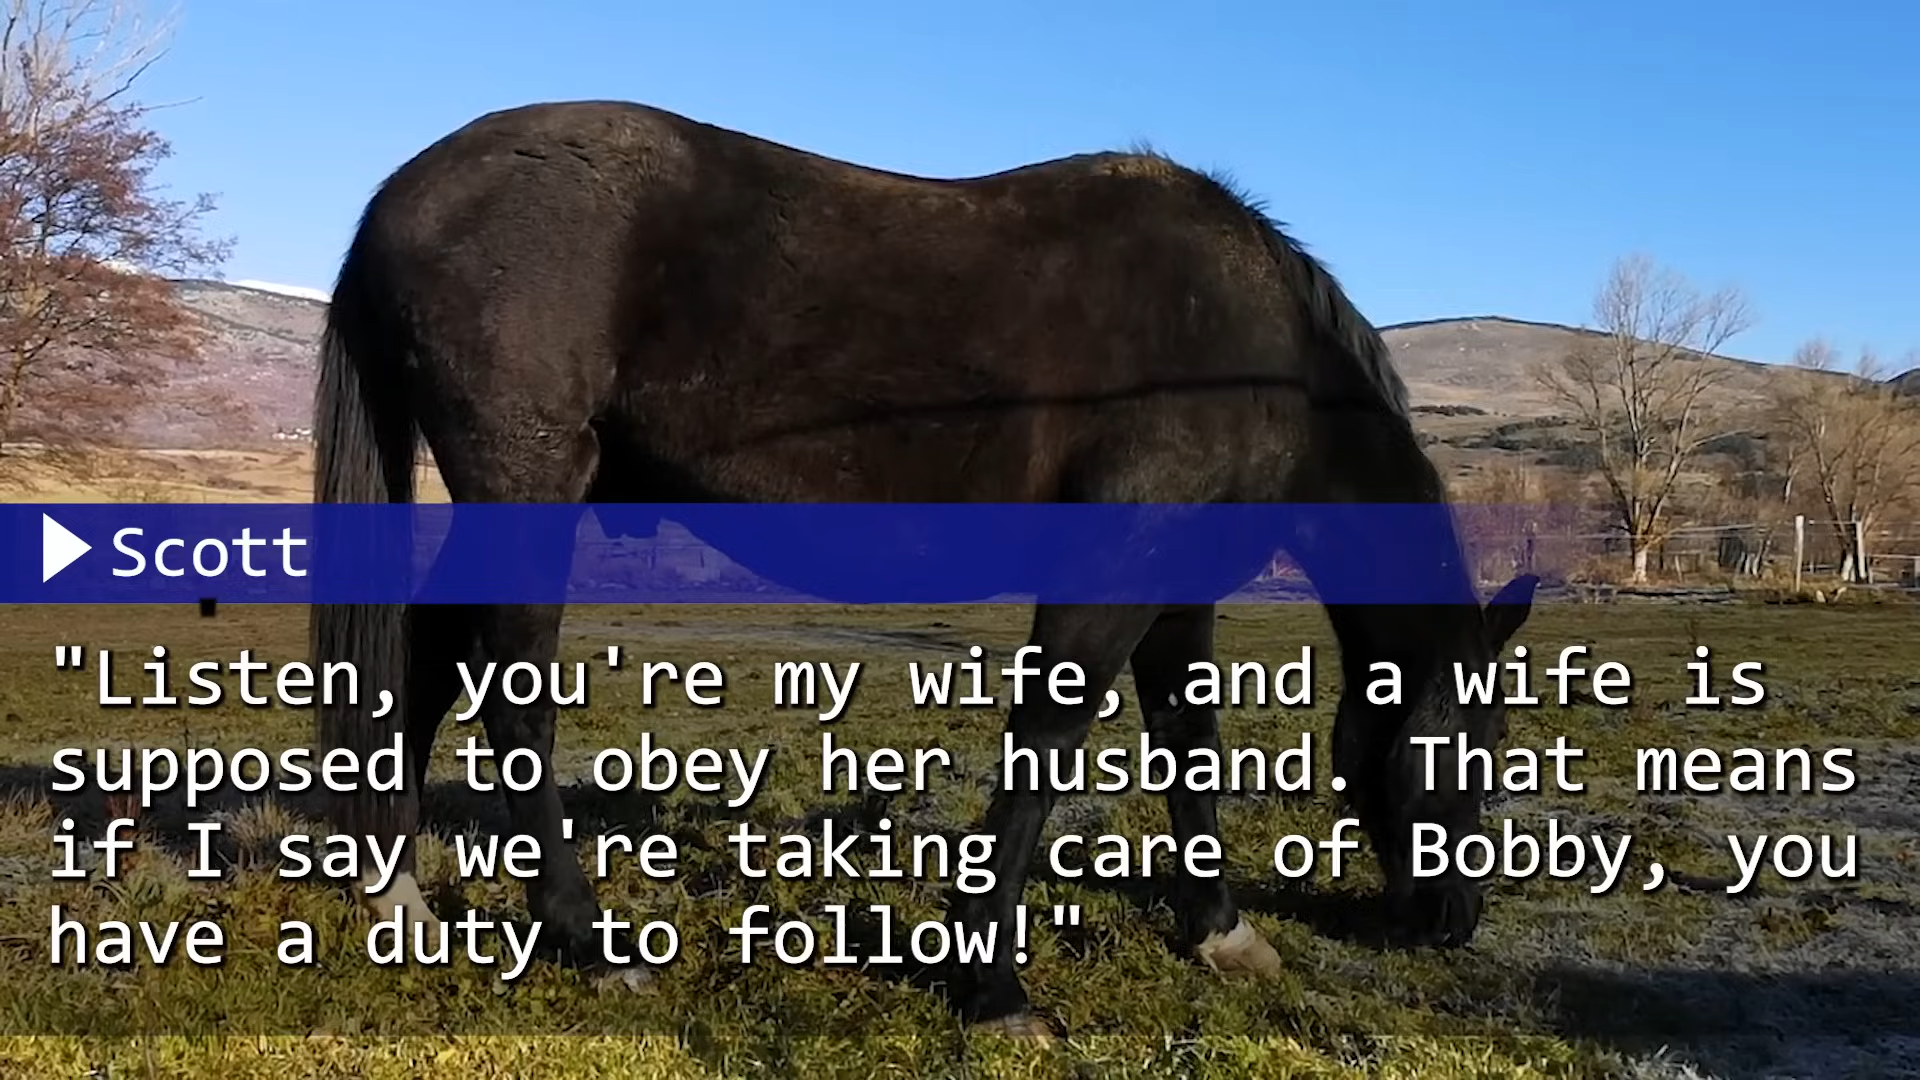 Scott
"Listen, you're my wife, and a wife is
supposed to obey her husband. That means
if I say we're taking care of Bobby, you
have a duty to follow!"